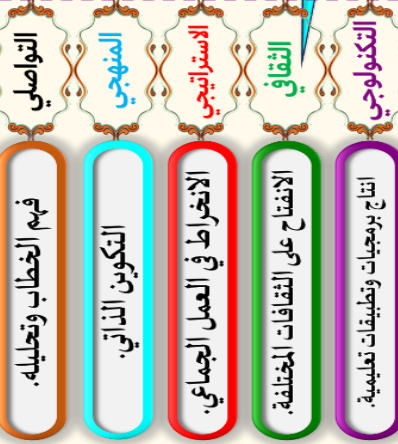 التكنولوجي
انتاج برمجيات وتطبيقات تعليمية.
الثقافي
الانفتاح على الثقافات المختلفة.
الاستراتيجي
الانخراط في العمل الجماعي.
المنهجي
التكوين الذاتي.
التواصلي
فهم الخطاب وتحليله.